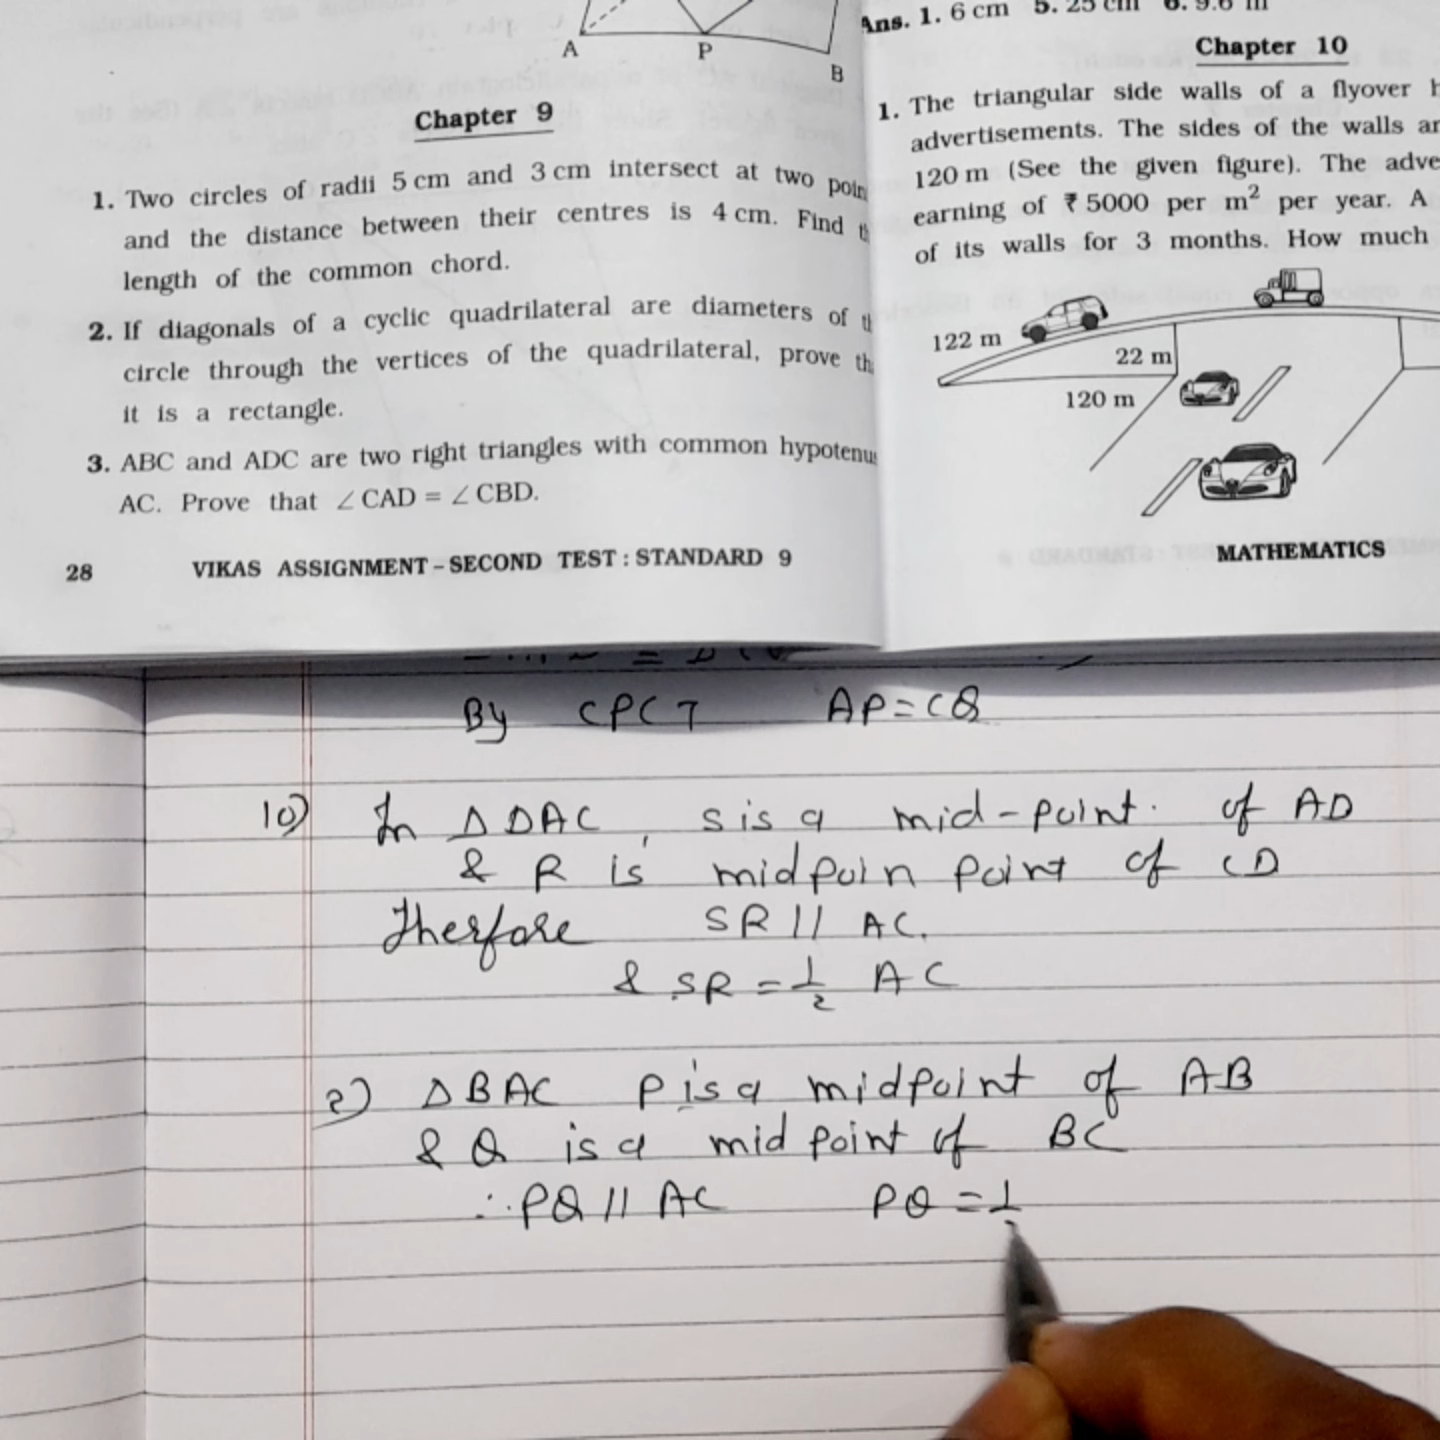 A P B
Chapter 9
1. Two circles of radii 5 cm and 3 cm intersect at two
and the distance between their centres is 4 cm. Find
length of the common chord.
2. If diagonals of a cyclic quadrilateral are diameters of
circle through the vertices of the quadrilateral, prove
it is a rectangle.
3. ABC and ADC are two right triangles with common
AC. Prove that ∠CAD = ∠CBD.
28 VIKAS ASSIGNMENT – SECOND TEST : STANDARD 9
Ans. 1. 6 cm 5. 25 cm 6. 9.6 m
Chapter 10
1. The triangular side walls of a flyover
advertisements. The sides of the walls
120 m (See the given figure). The
earning of ₹ 5000 per m² per year. A
of its walls for 3 months. How much
122 m
22 m
120 m
MATHEMATICS
By CPCT AP=CQ
10) In Δ DAC, S is a mid-point. of AD
& R is midpoin point of CD
Therfore SR || AC.
& SR = 1/2 AC
2) Δ BAC P is a midpoint of AB
& Q is a mid point of BC
∴ PQ || AC PQ = 1